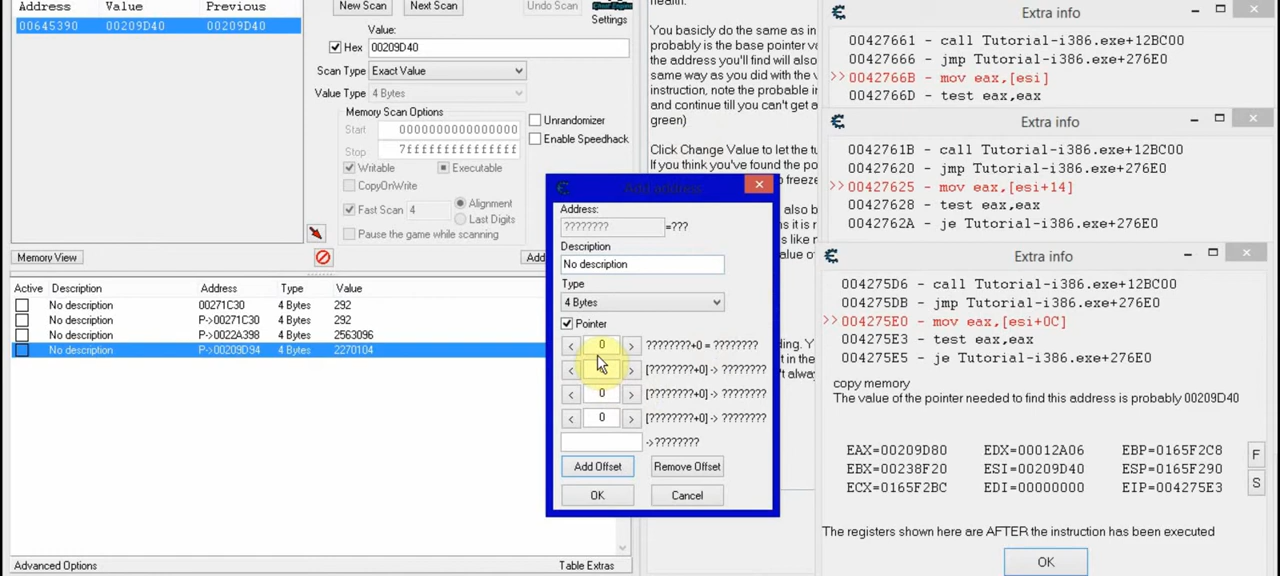 Address Value Previous
00645390 00209D40 00209D40
New Scan Next Scan Undo Scan
Settings
Value:
Hex 00209D40
Scan Type Exact Value
Value Type 4 Bytes
Memory Scan Options
Start 0000000000000000
Stop 7fffffffffffffff
Writable Executable
CopyOnWrite
Fast Scan 4 Alignment
Last Digits
Pause the game while scanning
Unrandomizer
Enable Speedhack
Memory View
Add
Active Description Address Type Value
No description 00271C30 4 Bytes 292
No description P->00271C30 4 Bytes 292
No description P->0022A398 4 Bytes 2563096
No description P->00209D94 4 Bytes 2270104
Advanced Options Table Extras
health.
You basicly do the same as in
probably is the base pointer va
the address you'll find will also
same way as you did with the v
instruction, note the probable in
and continue till you can't get a
green)
Click Change Value to let the tu
If you think you've found the po
Add address
Address:
???????? =???
Description
No description
Type
4 Bytes
Pointer
< 0 > ????????+0 = ????????
< > [????????+0] -> ????????
< 0 > [????????+0] -> ????????
< 0 > [????????+0] -> ????????
->????????
Add Offset Remove Offset
OK Cancel
Extra info
00427661 - call Tutorial-i386.exe+12BC00
00427666 - jmp Tutorial-i386.exe+276E0
>>0042766B - mov eax,[esi]
0042766D - test eax,eax
Extra info
0042761B - call Tutorial-i386.exe+12BC00
00427620 - jmp Tutorial-i386.exe+276E0
>>00427625 - mov eax,[esi+14]
00427628 - test eax,eax
0042762A - je Tutorial-i386.exe+276E0
Extra info
004275D6 - call Tutorial-i386.exe+12BC00
004275DB - jmp Tutorial-i386.exe+276E0
>>004275E0 - mov eax,[esi+0C]
004275E3 - test eax,eax
004275E5 - je Tutorial-i386.exe+276E0
copy memory
The value of the pointer needed to find this address is probably 00209D40
EAX=00209D80 EDX=00012A06 EBP=0165F2C8
EBX=00238F20 ESI=00209D40 ESP=0165F290
ECX=0165F2BC EDI=00000000 EIP=004275E3
F
S
The registers shown here are AFTER the instruction has been executed
OK